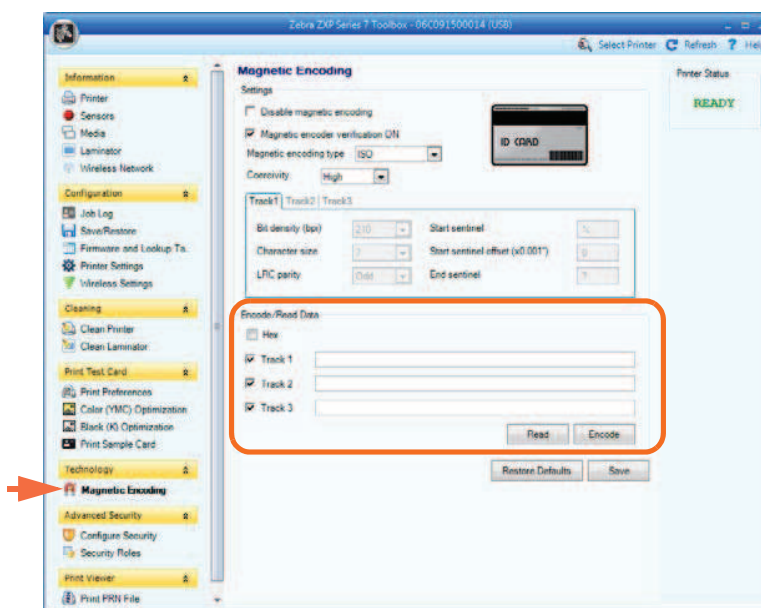 Zebra ZXP Series 7 Toolbox - 06C091500014 (USB)
Select Printer Refresh ? Hel
Information
Printer
Sensors
Media
Laminator
Wireless Network
Configuration
Job Log
Save/Restore
Firmware and Lookup Ta.
Printer Settings
Wireless Settings
Cleaning
Clean Printer
Clean Laminator
Print Test Card
Print Preferences
Color (YMC) Optimization
Black (K) Optimization
Print Sample Card
Technology
Magnetic Encoding
Advanced Security
Configure Security
Security Roles
Print Viewer
Print PRN File
Magnetic Encoding
Settings
Disable magnetic encoding
Magnetic encoder verification ON
Magnetic encoding type ISO
Coercivity High
ID CARD
Track1 Track2 Track3
Bit density (bpi) 210 Start sentinel %
Character size 7 Start sentinel offset (x0.001") 0
LRC parity Odd End sentinel ?
Encode/Read Data
Hex
Track 1
Track 2
Track 3
Read Encode
Restore Defaults Save
Printer Status
READY